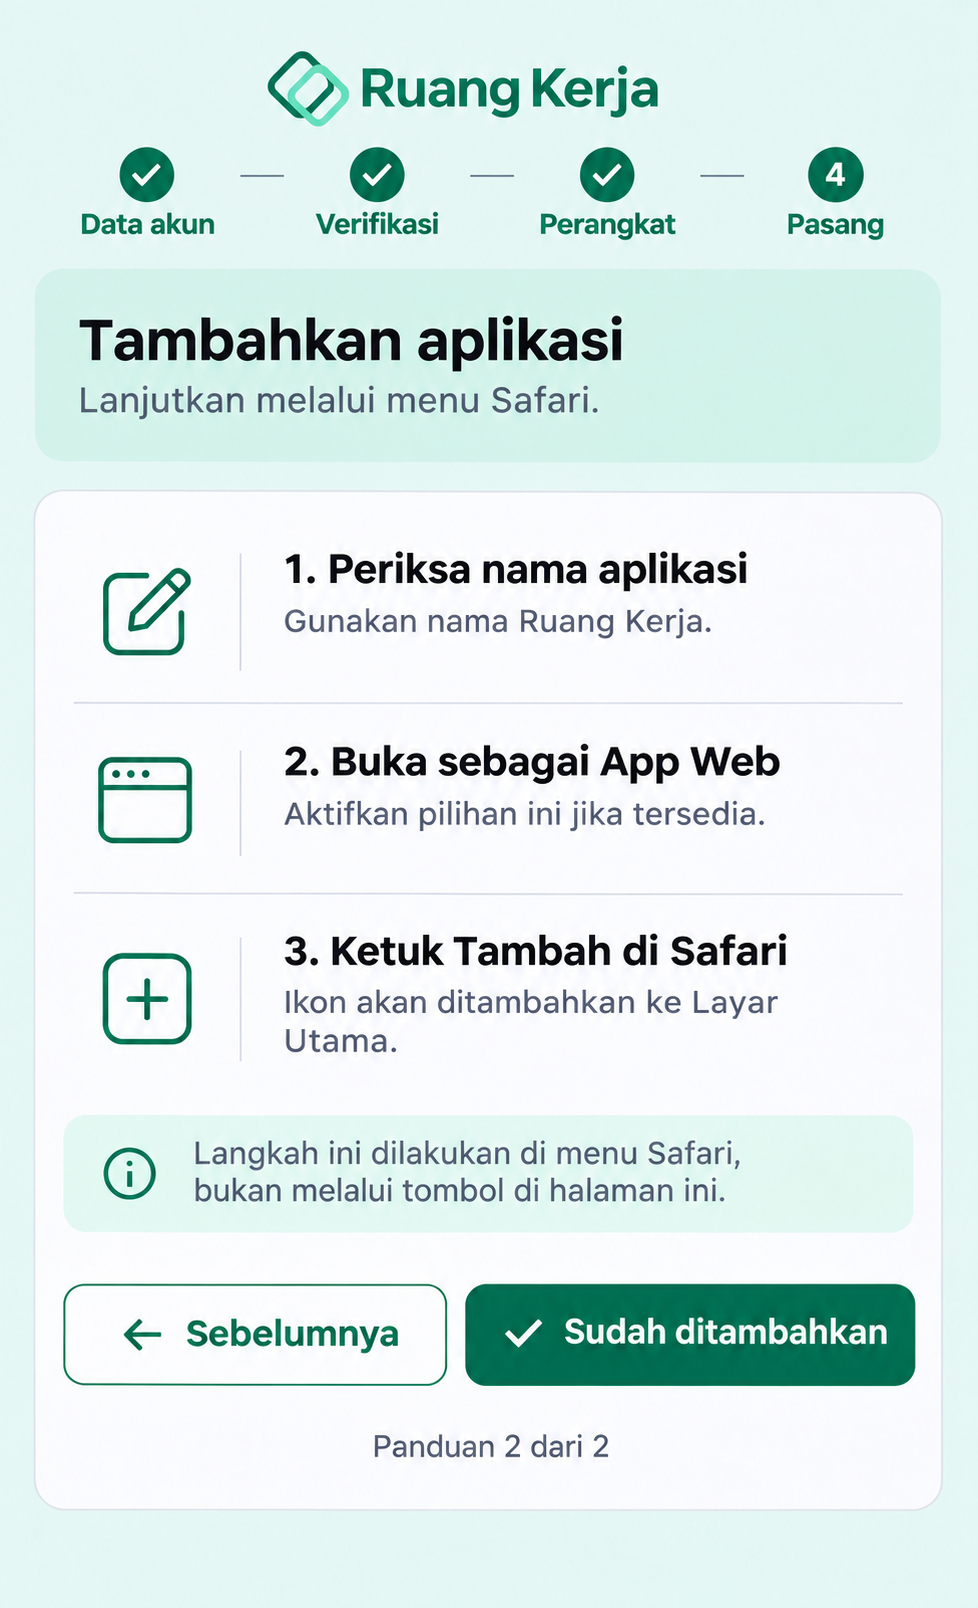 Ruang Kerja
Data akun
Verifikasi
Perangkat
4
Pasang
Tambahkan aplikasi
Lanjutkan melalui menu Safari.
1. Periksa nama aplikasi
Gunakan nama Ruang Kerja.
2. Buka sebagai App Web
Aktifkan pilihan ini jika tersedia.
3. Ketuk Tambah di Safari
Ikon akan ditambahkan ke Layar
Utama.
Langkah ini dilakukan di menu Safari,
bukan melalui tombol di halaman ini.
Sebelumnya
Sudah ditambahkan
Panduan 2 dari 2